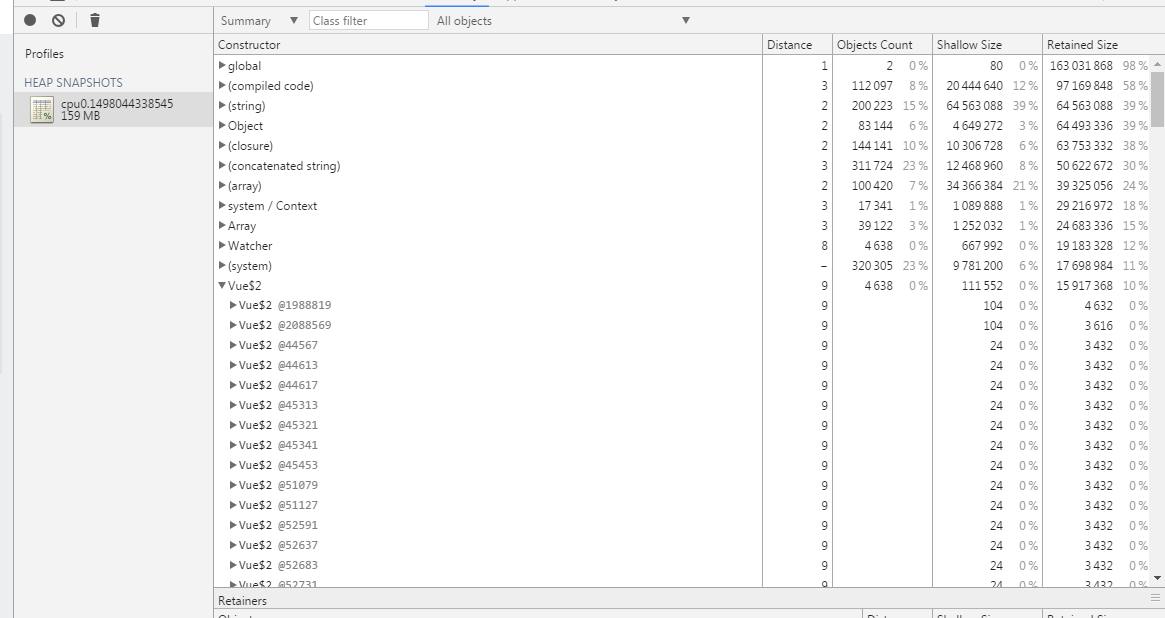 Summary ▼ Class filter All objects ▼
Profiles
HEAP SNAPSHOTS
cpu0.1498044338545
159 MB
Constructor Distance Objects Count Shallow Size Retained Size
global 1 2 0 % 80 0 % 163 031 868 98 %
(compiled code) 3 112 097 8 % 20 444 640 12 % 97 169 848 58 %
(string) 2 200 223 15 % 64 563 088 39 % 64 563 088 39 %
Object 2 83 144 6 % 4 649 272 3 % 64 493 336 39 %
(closure) 2 144 141 10 % 10 306 728 6 % 63 753 332 38 %
(concatenated string) 3 311 724 23 % 12 468 960 8 % 50 622 672 30 %
(array) 2 100 420 7 % 34 366 384 21 % 39 325 056 24 %
system / Context 3 17 341 1 % 1 089 888 1 % 29 216 972 18 %
Array 3 39 122 3 % 1 252 032 1 % 24 683 336 15 %
Watcher 8 4 638 0 % 667 992 0 % 19 183 328 12 %
(system) – 320 305 23 % 9 781 200 6 % 17 698 984 11 %
Vue$2 9 4 638 0 % 111 552 0 % 15 917 368 10 %
Vue$2 @1988819 9 104 0 % 4 632 0 %
Vue$2 @2088569 9 104 0 % 3 616 0 %
Vue$2 @44567 9 24 0 % 3 432 0 %
Vue$2 @44613 9 24 0 % 3 432 0 %
Vue$2 @44617 9 24 0 % 3 432 0 %
Vue$2 @45313 9 24 0 % 3 432 0 %
Vue$2 @45321 9 24 0 % 3 432 0 %
Vue$2 @45341 9 24 0 % 3 432 0 %
Vue$2 @45453 9 24 0 % 3 432 0 %
Vue$2 @51079 9 24 0 % 3 432 0 %
Vue$2 @51127 9 24 0 % 3 432 0 %
Vue$2 @52591 9 24 0 % 3 432 0 %
Vue$2 @52637 9 24 0 % 3 432 0 %
Vue$2 @52683 9 24 0 % 3 432 0 %
Vue$2 @52731 9 24 0 % 3 432 0 %
Retainers